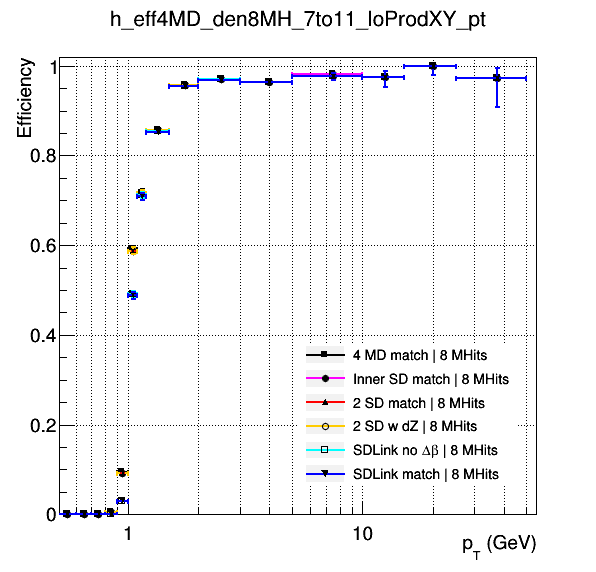 h_eff4MD_den8MH_7to11_loProdXY_pt
Efficiency
1
0.8
0.6
0.4
0.2
0
4 MD match | 8 MHits
Inner SD match | 8 MHits
2 SD match | 8 MHits
2 SD w dZ | 8 MHits
SDLink no Δβ | 8 MHits
SDLink match | 8 MHits
1 10
p_T (GeV)